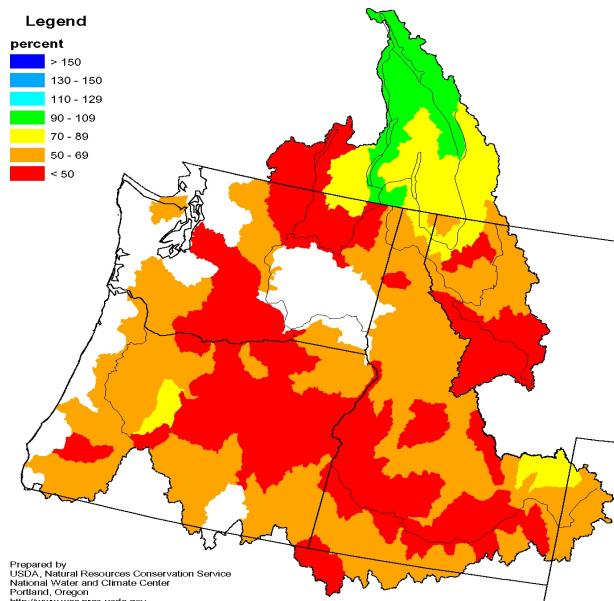 Legend
percent
> 150
130 - 150
110 - 129
90 - 109
70 - 89
50 - 69
< 50
Prepared by
USDA, Natural Resources Conservation Service
National Water and Climate Center
Portland, Oregon